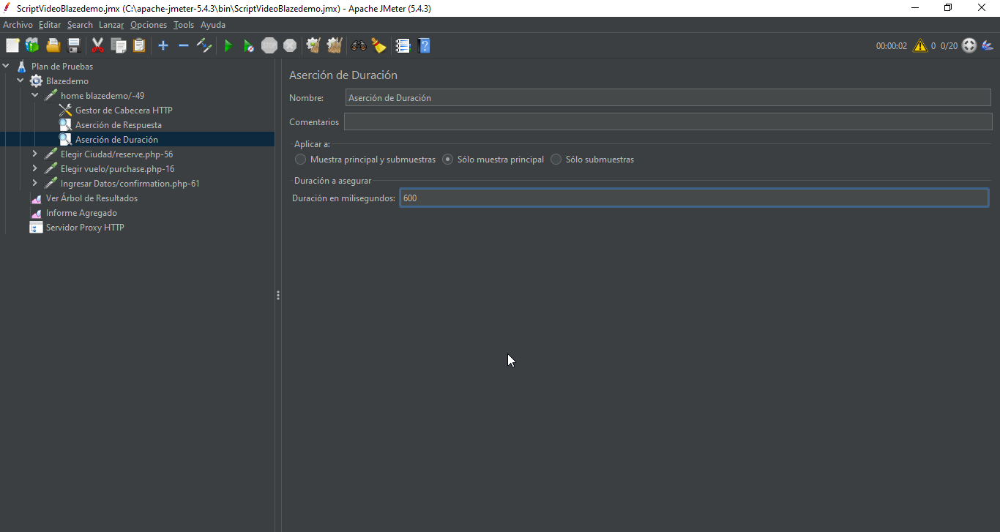 ScriptVideoBlazedemo.jmx (C:\apache-jmeter-5.4.3\bin\ScriptVideoBlazedemo.jmx) - Apache JMeter (5.4.3)
Archivo Editar Search Lanzar Opciones Tools Ayuda
STOP 00:00:02 0 0/20
Plan de Pruebas
Blazedemo
home blazedemo/-49
Gestor de Cabecera HTTP
Aserción de Respuesta
Aserción de Duración
Elegir Ciudad/reserve.php-56
Elegir vuelo/purchase.php-16
Ingresar Datos/confirmation.php-61
Ver Árbol de Resultados
Informe Agregado
Servidor Proxy HTTP
Aserción de Duración
Nombre: Aserción de Duración
Comentarios
Aplicar a:
Muestra principal y submuestras Sólo muestra principal Sólo submuestras
Duración a asegurar
Duración en milisegundos: 600